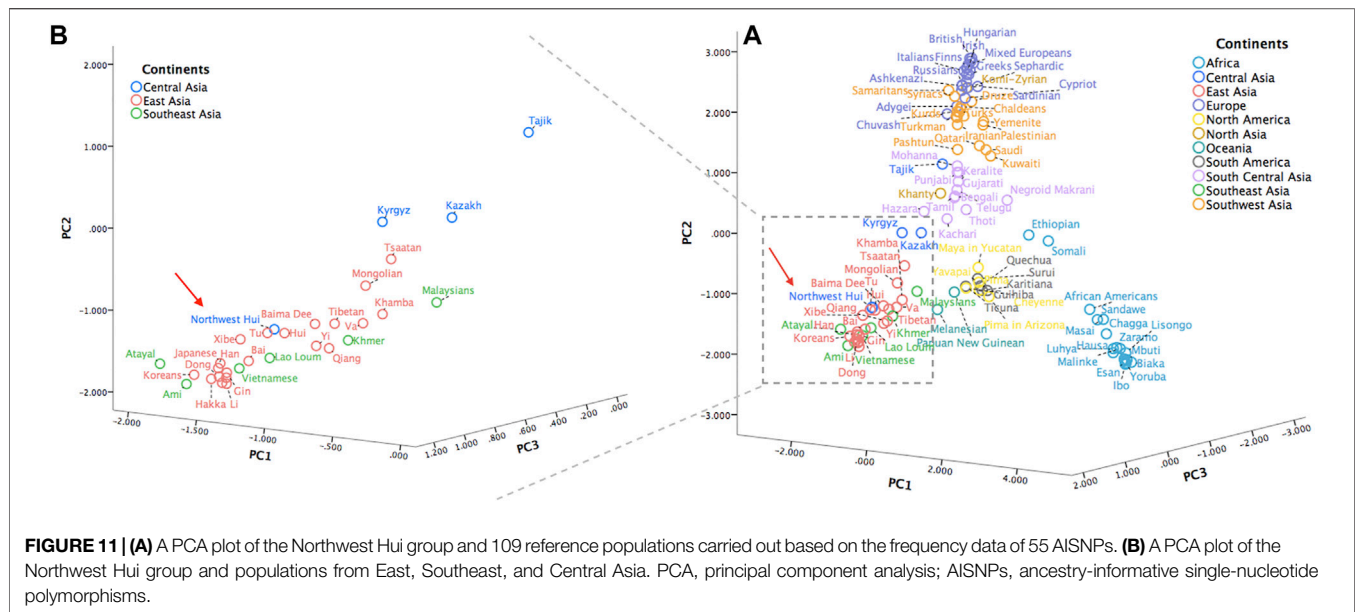 B
Continents
Central Asia
East Asia
Southeast Asia
2.000
1.000
.000
-1.000
-2.000
PC2
Tajik
Kyrgyz
Kazakh
Tsaatan
Mongolian
Malaysians
Khamba
Tibetan
Baima Dee
Va
Northwest Hui
Tu
Hui
Yi
Khmer
Xibe
Qiang
Japanese Han
Bai
Lao Loum
Atayal
Dong
Vietnamese
Koreans
Ami
Gin
Hakka Li
-2.000
-1.500
-1.000
-.500
.000
PC1
1.200
1.000
.800
.600
.400
.200
.000
PC3
A
Continents
Africa
Central Asia
East Asia
Europe
North America
North Asia
Oceania
South America
South Central Asia
Southeast Asia
Southwest Asia
3.000
2.000
1.000
.000
-1.000
-2.000
-3.000
PC2
Hungarian
British
Irish
Italians Finns
Mixed Europeans
Russians
Greeks Sephardic
Ashkenazi
Komi-Zyrian
Cypriot
Samaritans
Syriacs
Druze Sardinian
Adygei
Kurds
Turks
Chaldeans
Chuvash
Turkman
Yemenite
Qatari
Iranian Palestinian
Pashtun
Saudi
Mohanna
Kuwaiti
Tajik
Keralite
Punjabi
Gujarati
Khanty
Bengali
Negroid Makrani
Hazara
Tamil
Telugu
Thoti
Kachari
Kyrgyz
Kazakh
Ethiopian
Somali
Khamba
Tsaatan
Maya in Yucatan
Mongolian
Yavapai
Pima
Quechua
Surui
Baima Dee
Tu
Karitiana
Northwest Hui
Hui
Guihiba
Cheyenne
Qiang
Va
Malaysians
Ticuna
Xibe
Bai
Tibetan
Pima in Arizona
Atayal
Han
Melanesian
Koreans
Yi
Khmer
Papuan New Guinean
Gin
Lao Loum
Ami
Li
Vietnamese
Dong
African Americans
Sandawe
Masai
Chagga
Lisongo
Hausa
Zaramo
Luhya
Mbuti
Malinke
Biaka
Esan
Yoruba
Ibo
-2.000
.000
2.000
4.000
PC1
2.000
1.000
.000
-1.000
-2.000
-3.000
PC3
FIGURE 11 | (A) A PCA plot of the Northwest Hui group and 109 reference populations carried out based on the frequency data of 55 AISNPs. (B) A PCA plot of the
Northwest Hui group and populations from East, Southeast, and Central Asia. PCA, principal component analysis; AISNPs, ancestry-informative single-nucleotide
polymorphisms.